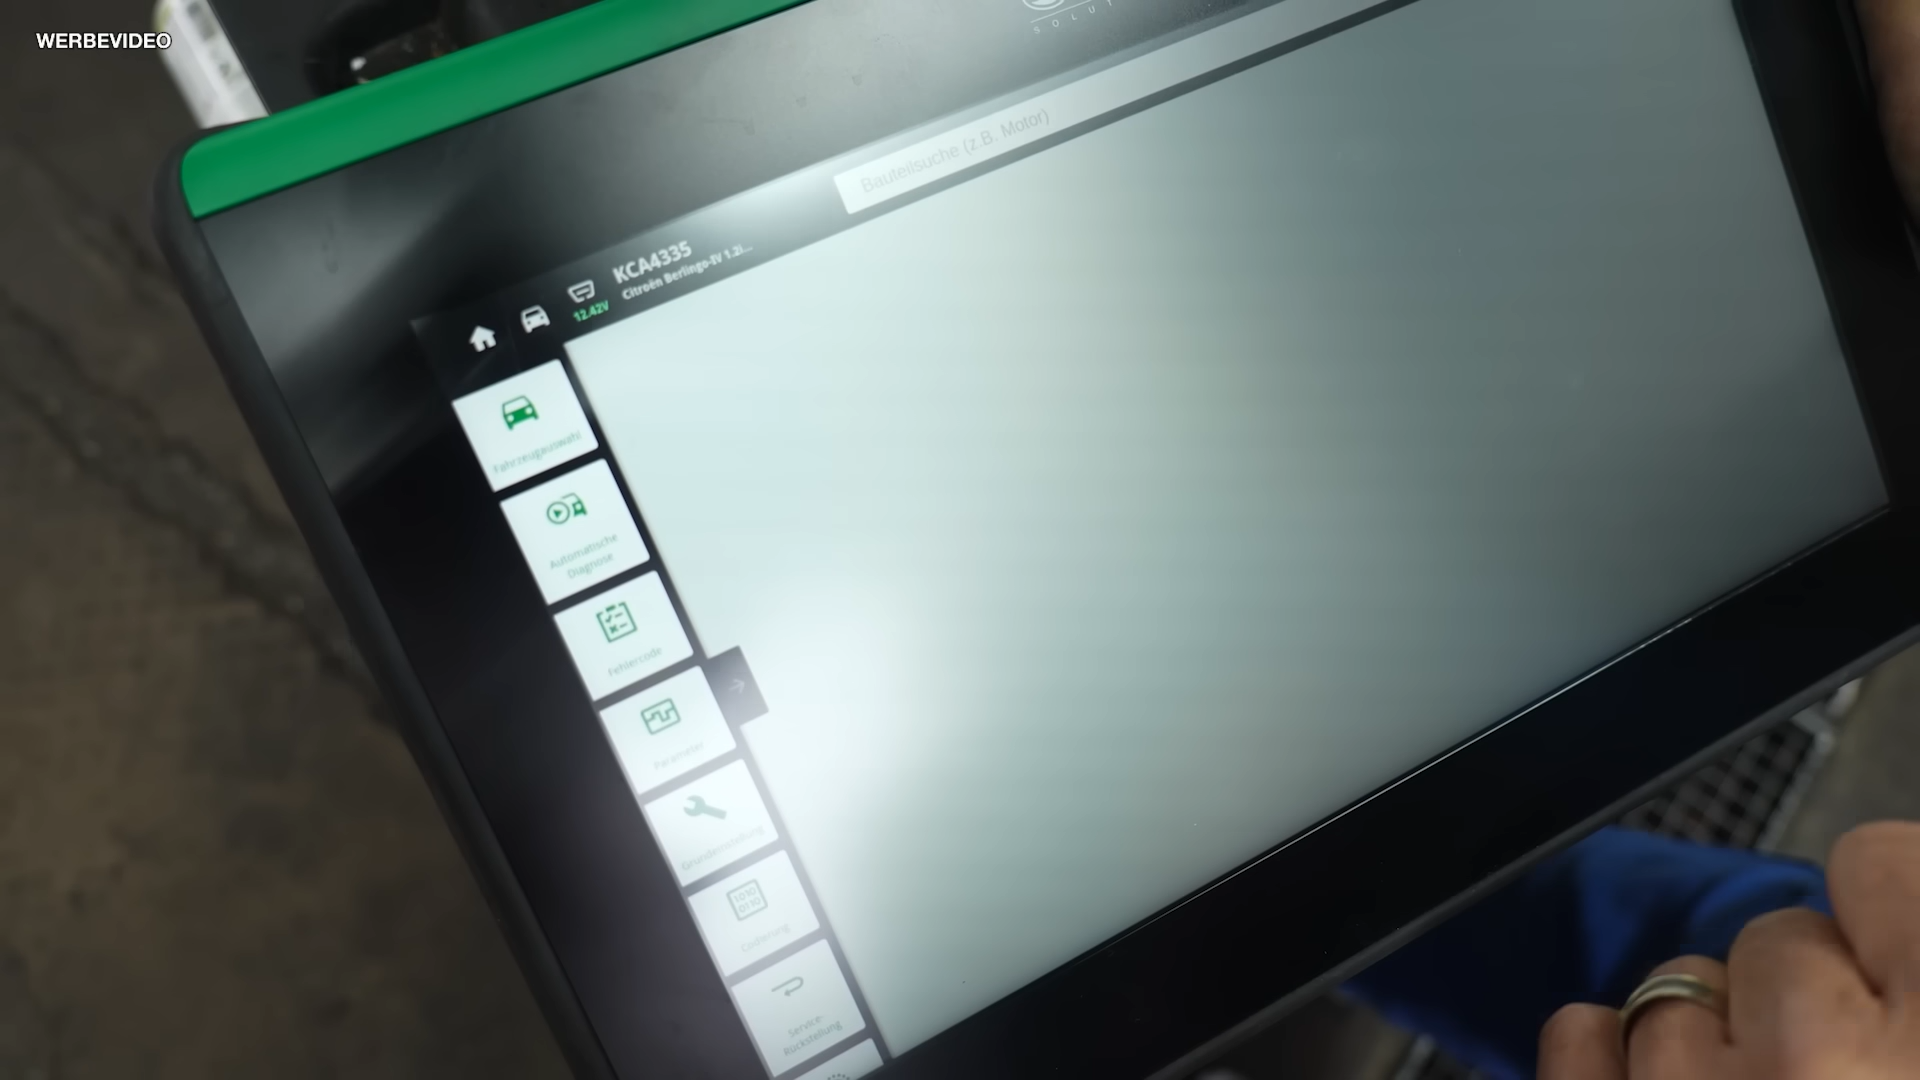 WERBEVIDEO
SOLUT
Bauteilsuche (z.B. Motor)
KCA4335
Citroën Berlingo-IV 1.2i...
12.42V
Fahrzeugauswahl
Automatische
Diagnose
Fehlercode
Parameter
Grundeinstellung
Codierung
Service-
Rückstellung